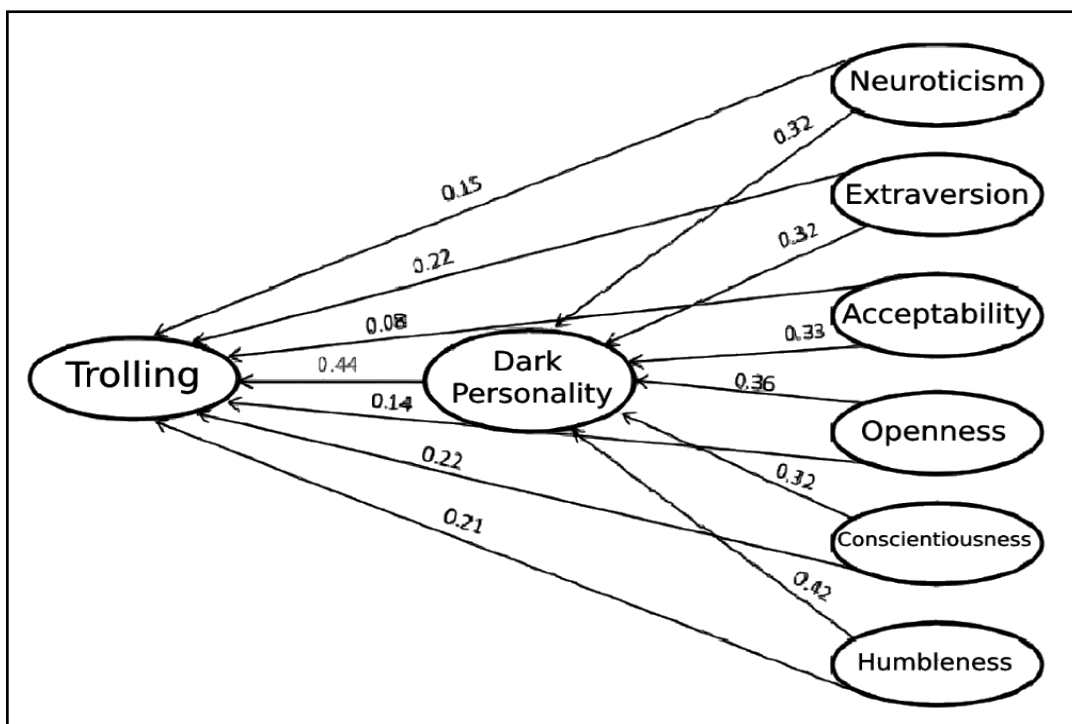 Neuroticism
0.32
0.15
Extraversion
0.32
0.22
Acceptability
0.08
0.33
Trolling
0.44
Dark
Personality
0.36
0.14
Openness
0.22
0.32
0.21
Conscientiousness
0.42
Humbleness